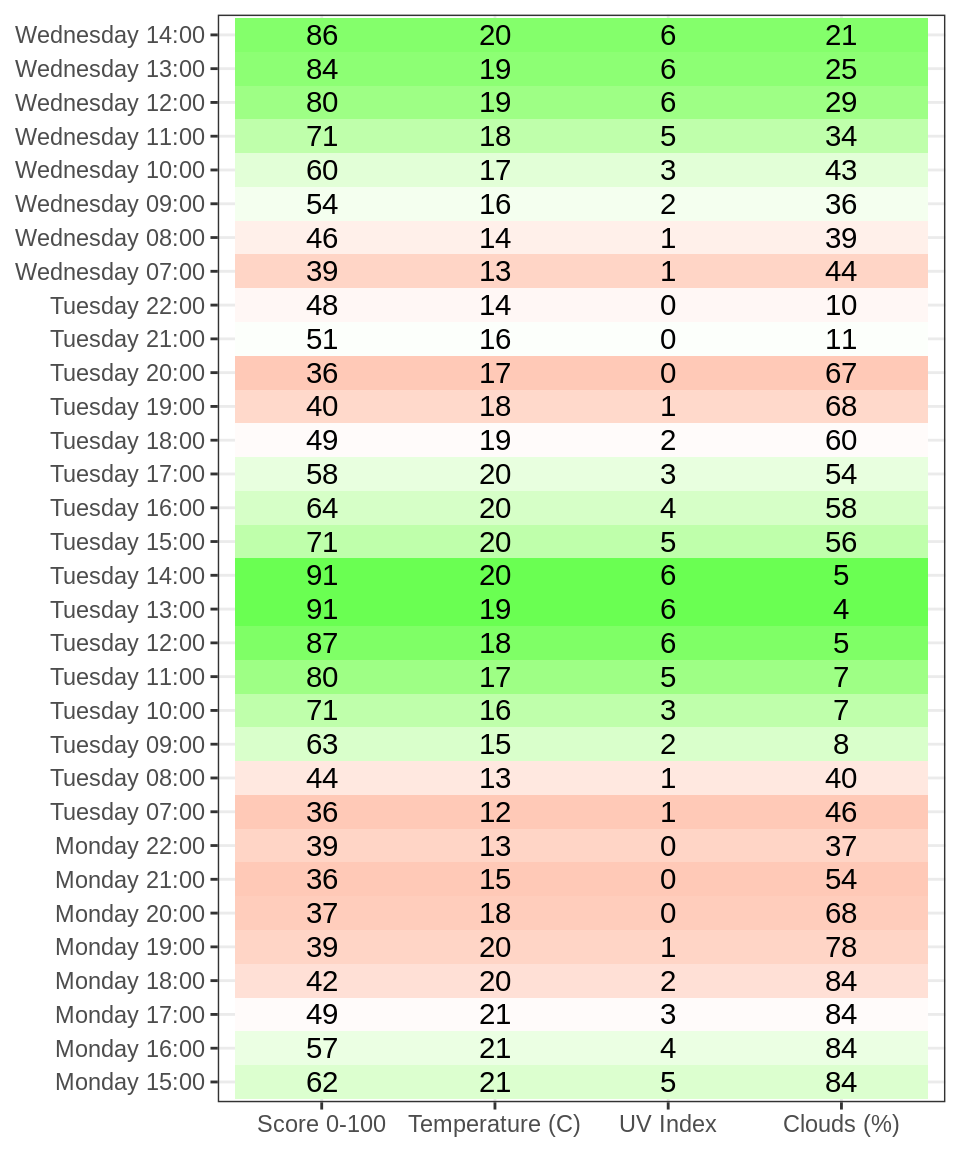 Wednesday 14:00 86 20 6 21
Wednesday 13:00 84 19 6 25
Wednesday 12:00 80 19 6 29
Wednesday 11:00 71 18 5 34
Wednesday 10:00 60 17 3 43
Wednesday 09:00 54 16 2 36
Wednesday 08:00 46 14 1 39
Wednesday 07:00 39 13 1 44
Tuesday 22:00 48 14 0 10
Tuesday 21:00 51 16 0 11
Tuesday 20:00 36 17 0 67
Tuesday 19:00 40 18 1 68
Tuesday 18:00 49 19 2 60
Tuesday 17:00 58 20 3 54
Tuesday 16:00 64 20 4 58
Tuesday 15:00 71 20 5 56
Tuesday 14:00 91 20 6 5
Tuesday 13:00 91 19 6 4
Tuesday 12:00 87 18 6 5
Tuesday 11:00 80 17 5 7
Tuesday 10:00 71 16 3 7
Tuesday 09:00 63 15 2 8
Tuesday 08:00 44 13 1 40
Tuesday 07:00 36 12 1 46
Monday 22:00 39 13 0 37
Monday 21:00 36 15 0 54
Monday 20:00 37 18 0 68
Monday 19:00 39 20 1 78
Monday 18:00 42 20 2 84
Monday 17:00 49 21 3 84
Monday 16:00 57 21 4 84
Monday 15:00 62 21 5 84
Score 0-100 Temperature (C) UV Index Clouds (%)